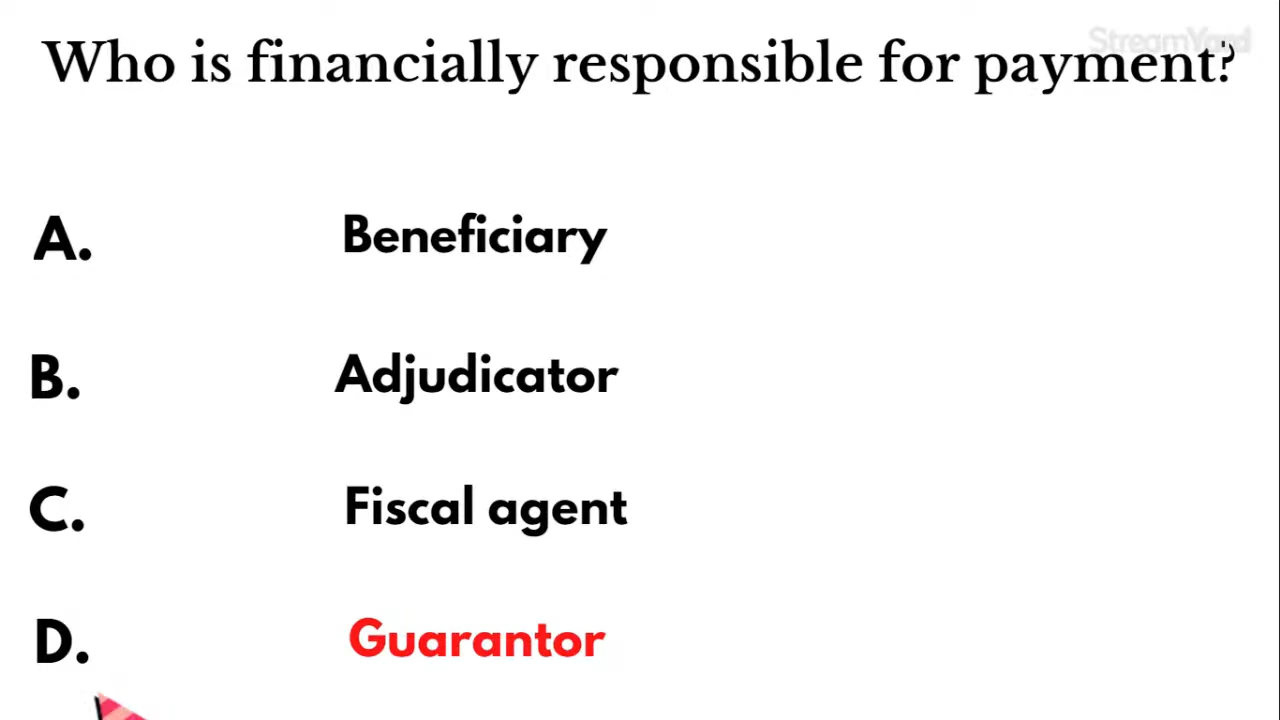 StreamYard
Who is financially responsible for payment?
A. Beneficiary
B. Adjudicator
C. Fiscal agent
D. Guarantor